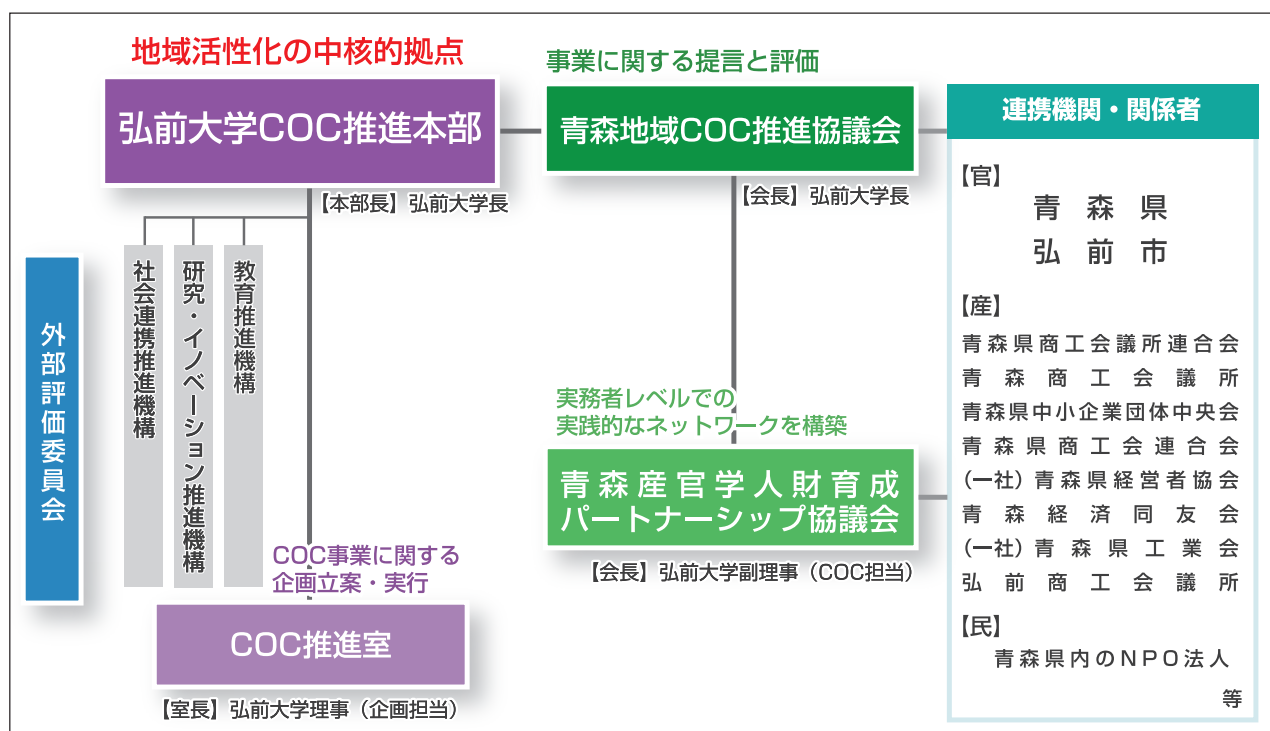 地域活性化の中核的拠点
弘前大学COC推進本部
【本部長】弘前大学長
社会連携推進機構
研究・イノベーション推進機構
教育推進機構
外部評価委員会
COC事業に関する
企画立案・実行
COC推進室
【室長】弘前大学理事（企画担当）
事業に関する提言と評価
青森地域COC推進協議会
【会長】弘前大学長
実務者レベルでの
実践的なネットワークを構築
青森産官学人財育成
パートナーシップ協議会
【会長】弘前大学副理事（COC担当）
連携機関・関係者
【官】
青森県
弘前市
【産】
青森県商工会議所連合会
青森商工会議所
青森県中小企業団体中央会
青森県商工会連合会
（一社）青森県経営者協会
青森経済同友会
（一社）青森県工業会
弘前商工会議所
【民】
青森県内のNPO法人
等